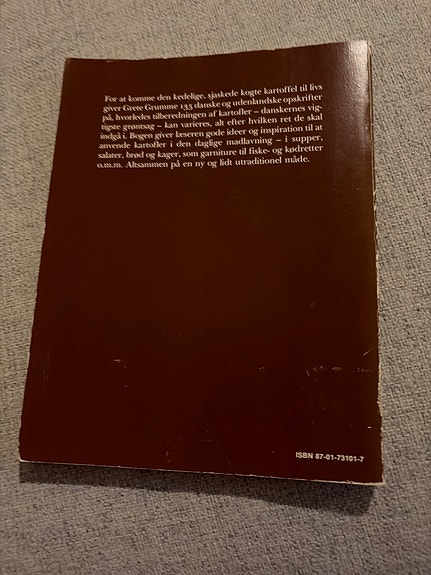 For at komme den kedelige, sjaskede kogte kartoffel til livs
giver Grete Grumme 133 danske og udenlandske opskrifter
på, hvorledes tilberedningen af kartofler – danskernes vig-
tigste grøntsag – kan varieres, alt efter hvilken ret de skal
indgå i. Bogen giver læseren gode ideer og inspiration til at
anvende kartofler i den daglige madlavning – i supper,
salater, brød og kager, som garniture til fiske- og kødretter
o.m.m. Altsammen på en ny og lidt utraditionel måde.
ISBN 87-01-73101-7